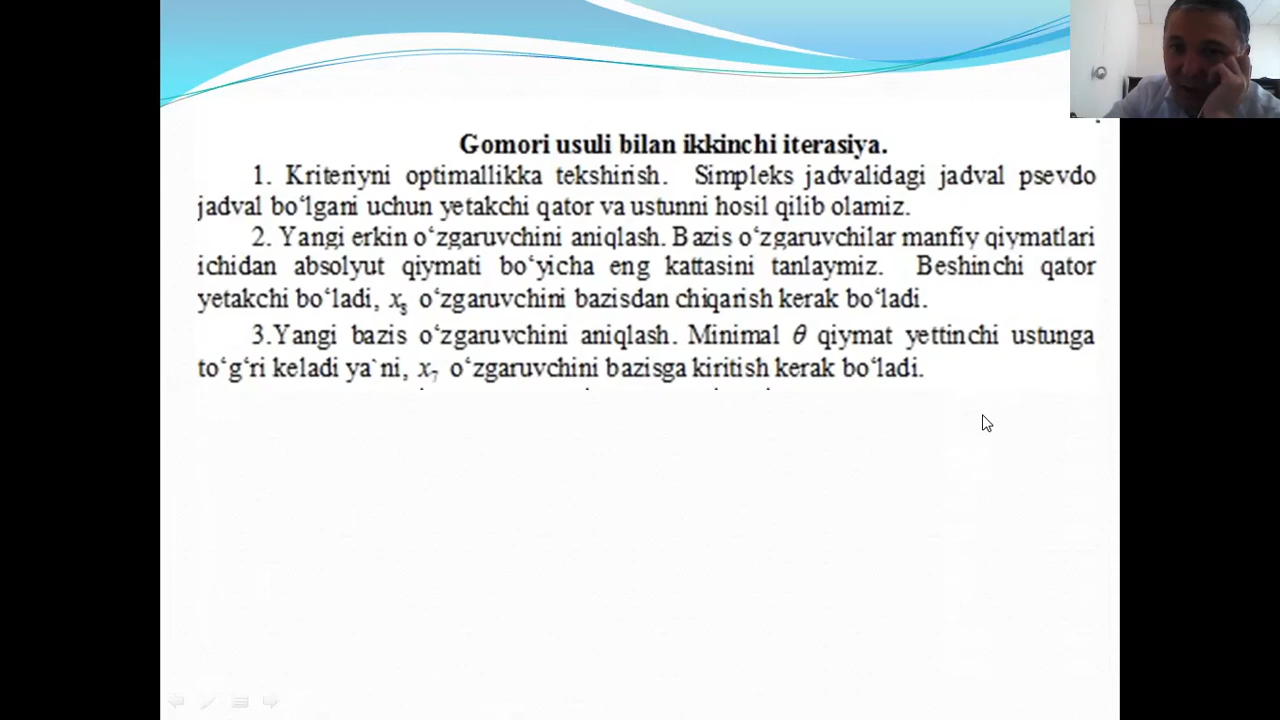 Gomori usuli bilan ikkinchi iterasiya.
1. Kriteriyni optimallikka tekshirish. Simpleks jadvalidagi jadval psevdo
jadval bo‘lgani uchun yetakchi qator va ustunni hosil qilib olamiz.
2. Yangi erkin o‘zgaruvchini aniqlash. Bazis o‘zgaruvchilar manfiy qiymatlari
ichidan absolyut qiymati bo‘yicha eng kattasini tanlaymiz. Beshinchi qator
yetakchi bo‘ladi, x₈ o‘zgaruvchini bazisdan chiqarish kerak bo‘ladi.
3.Yangi bazis o‘zgaruvchini aniqlash. Minimal θ qiymat yettinchi ustunga
to‘g‘ri keladi ya`ni, x₇ o‘zgaruvchini bazisga kiritish kerak bo‘ladi.